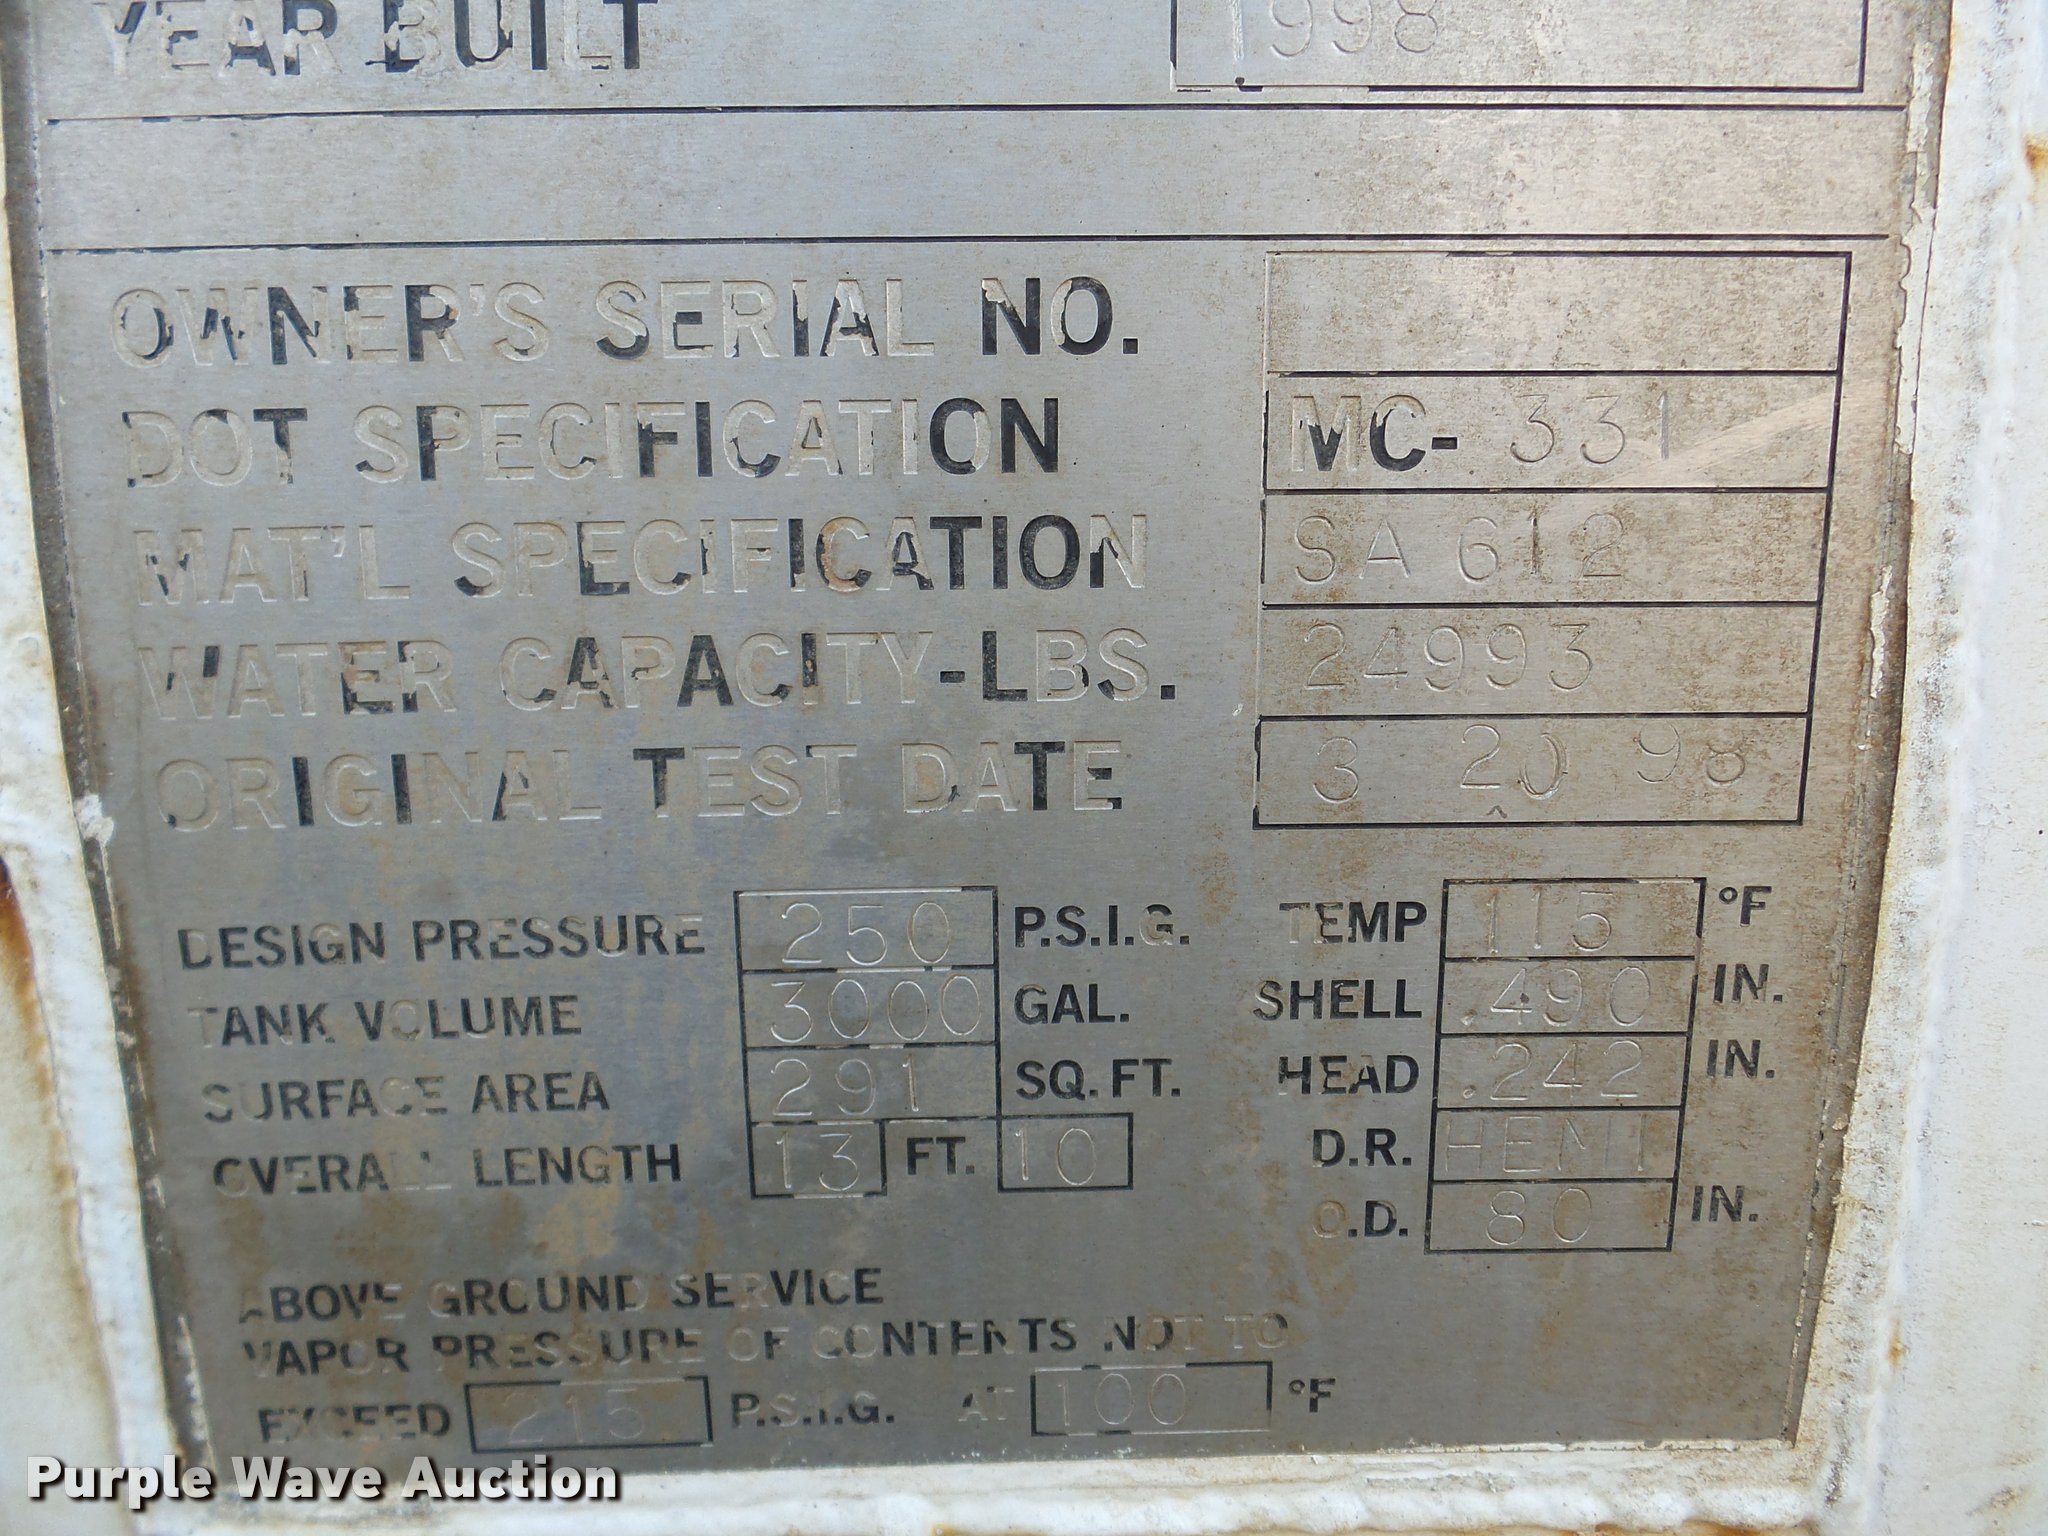 YEAR BUILT 1998
OWNER'S SERIAL NO.
DOT SPECIFICATION MC- 331
MAT'L SPECIFICATION SA 612
WATER CAPACITY-LBS. 24993
ORIGINAL TEST DATE 3 20 98
DESIGN PRESSURE 250 P.S.I.G. TEMP 115 °F
TANK VOLUME 3000 GAL. SHELL .490 IN.
SURFACE AREA 291 SQ. FT. HEAD .242 IN.
OVERALL LENGTH 13 FT. 10 D.R. HEMI
O.D. 80 IN.
ABOVE GROUND SERVICE
VAPOR PRESSURE OF CONTENTS NOT TO
EXCEED 215 P.S.I.G. AT 100 °F
Purple Wave Auction